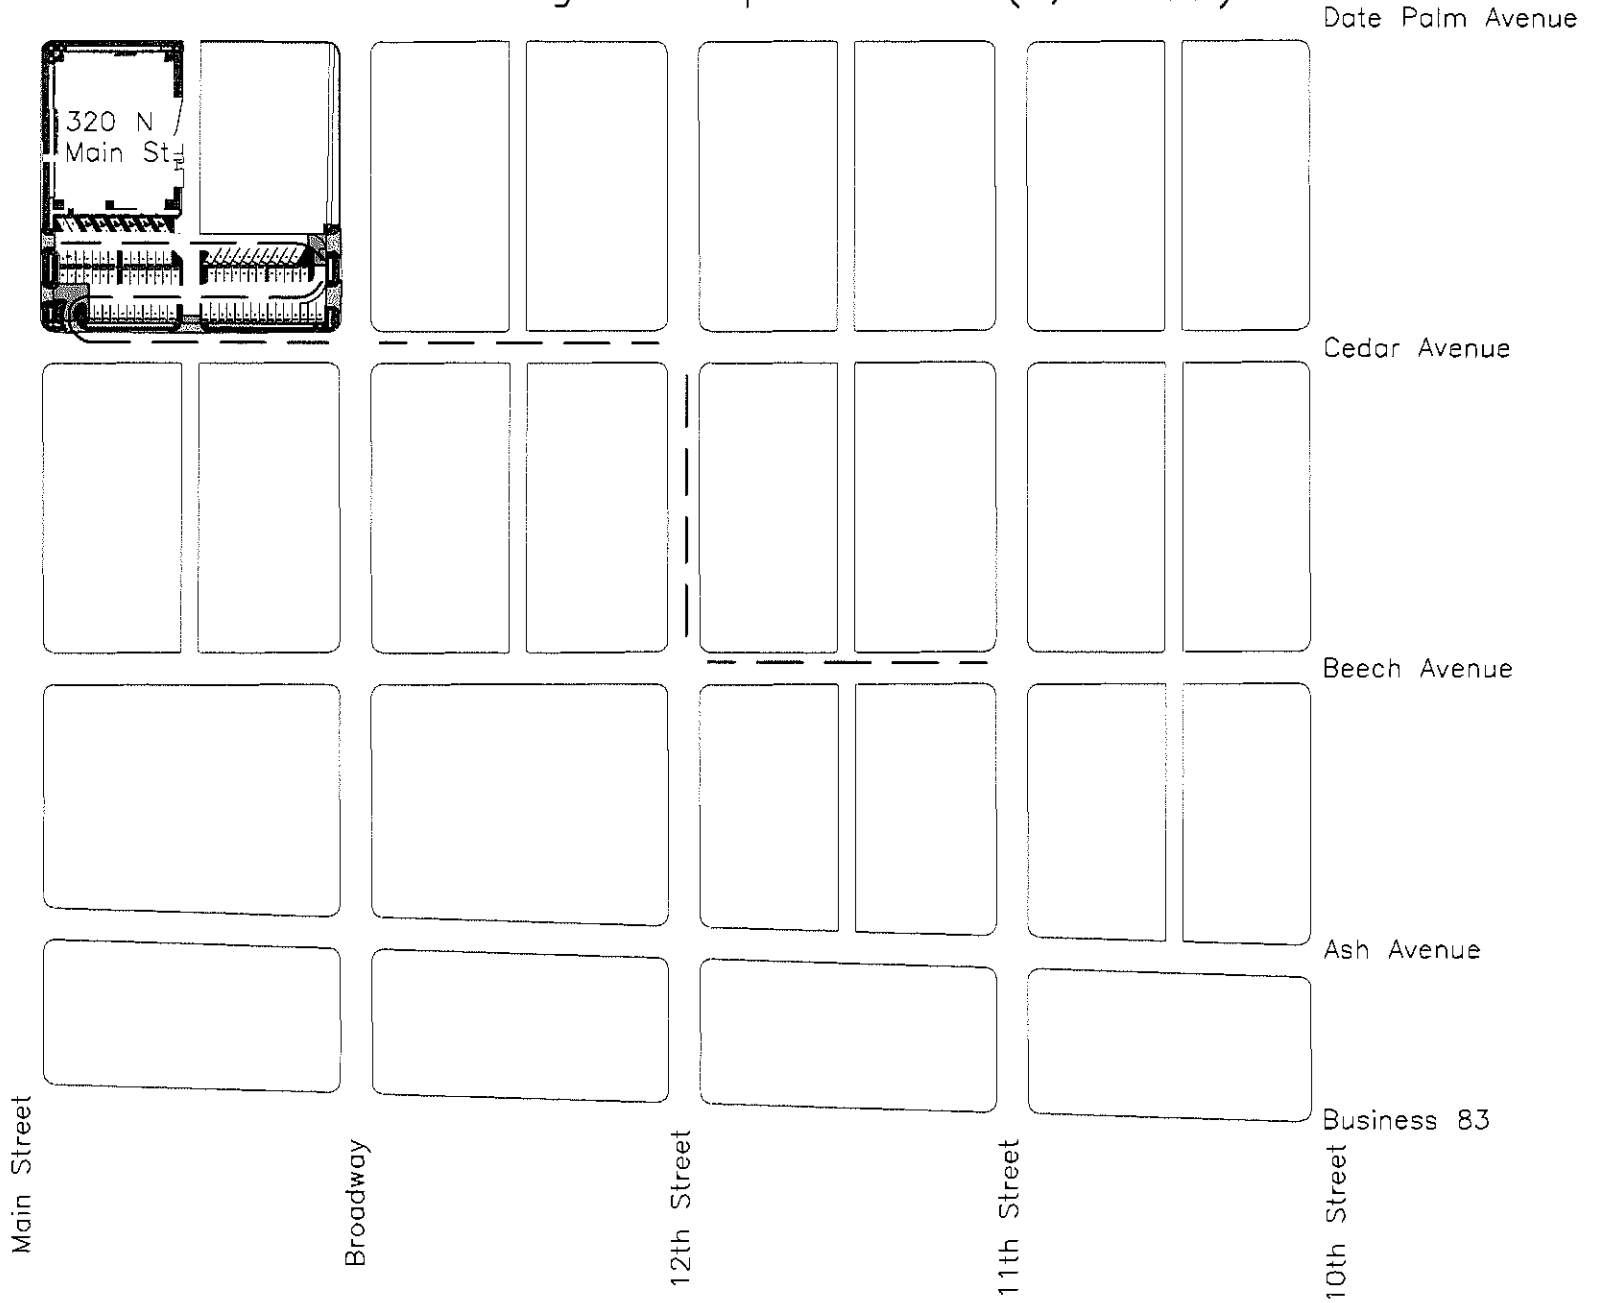 Date Palm Avenue
320 N
Main St
Cedar Avenue
Beech Avenue
Ash Avenue
Business 83
Main Street
Broadway
12th Street
11th Street
10th Street